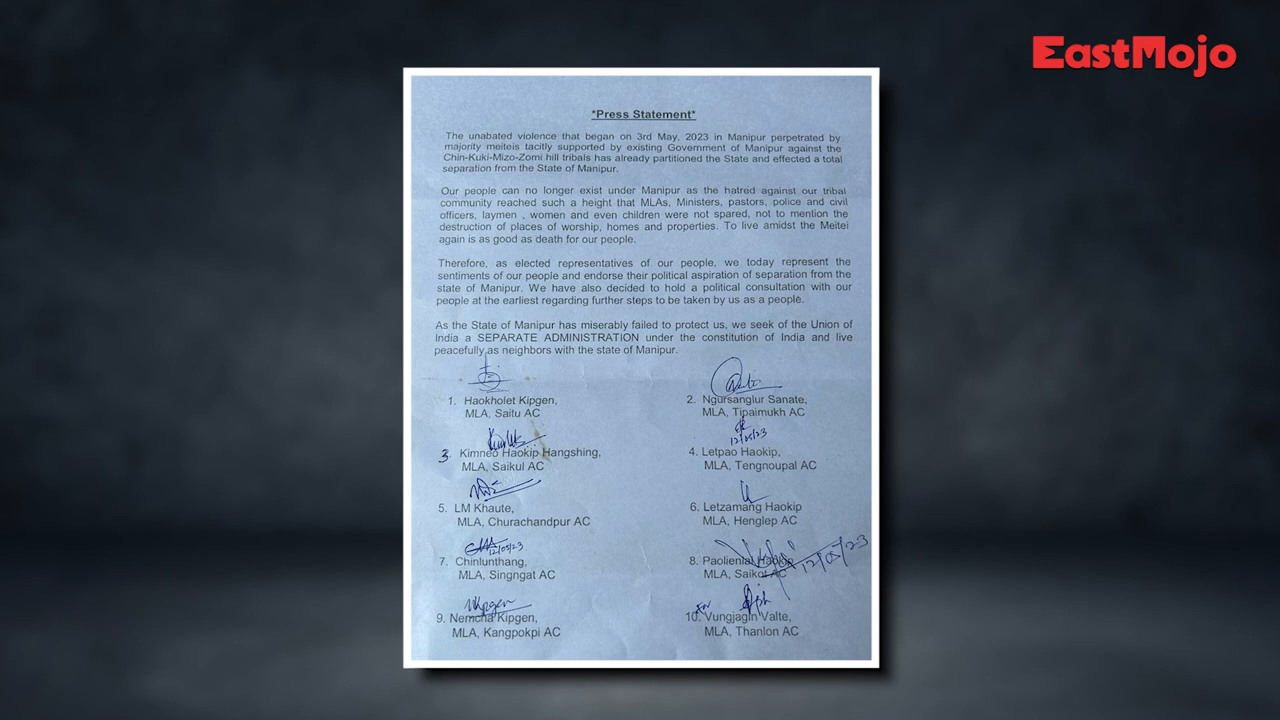 EastMojo
*Press Statement*
The unabated violence that began on 3rd May, 2023 in Manipur perpetrated by
majority meiteis tacitly supported by existing Government of Manipur against the
Chin-Kuki-Mizo-Zomi hill tribals has already partitioned the State and effected a total
separation from the State of Manipur.
Our people can no longer exist under Manipur as the hatred against our tribal
community reached such a height that MLAs, Ministers, pastors, police and civil
officers, laymen , women and even children were not spared, not to mention the
destruction of places of worship, homes and properties. To live amidst the Meitei
again is as good as death for our people.
Therefore, as elected representatives of our people, we today represent the
sentiments of our people and endorse their political aspiration of separation from the
state of Manipur. We have also decided to hold a political consultation with our
people at the earliest regarding further steps to be taken by us as a people.
As the State of Manipur has miserably failed to protect us, we seek of the Union of
India a SEPARATE ADMINISTRATION under the constitution of India and live
peacefully as neighbors with the state of Manipur.
1. Haokholet Kipgen,
MLA, Saitu AC
2. Ngursanglur Sanate,
MLA, Tipaimukh AC
3. Kimneo Haokip Hangshing,
MLA, Saikul AC
12/05/23
4. Letpao Haokip,
MLA, Tengnoupal AC
5. LM Khaute,
MLA, Churachandpur AC
6. Letzamang Haokip
MLA, Henglep AC
12/05/23
7. Chinlunthang,
MLA, Singngat AC
12/05/23
8. Paolienlal Haokip
MLA, Saikot AC
NKipgen
9. Nemcha Kipgen,
MLA, Kangpokpi AC
10. Vungjagin Valte,
MLA, Thanlon AC